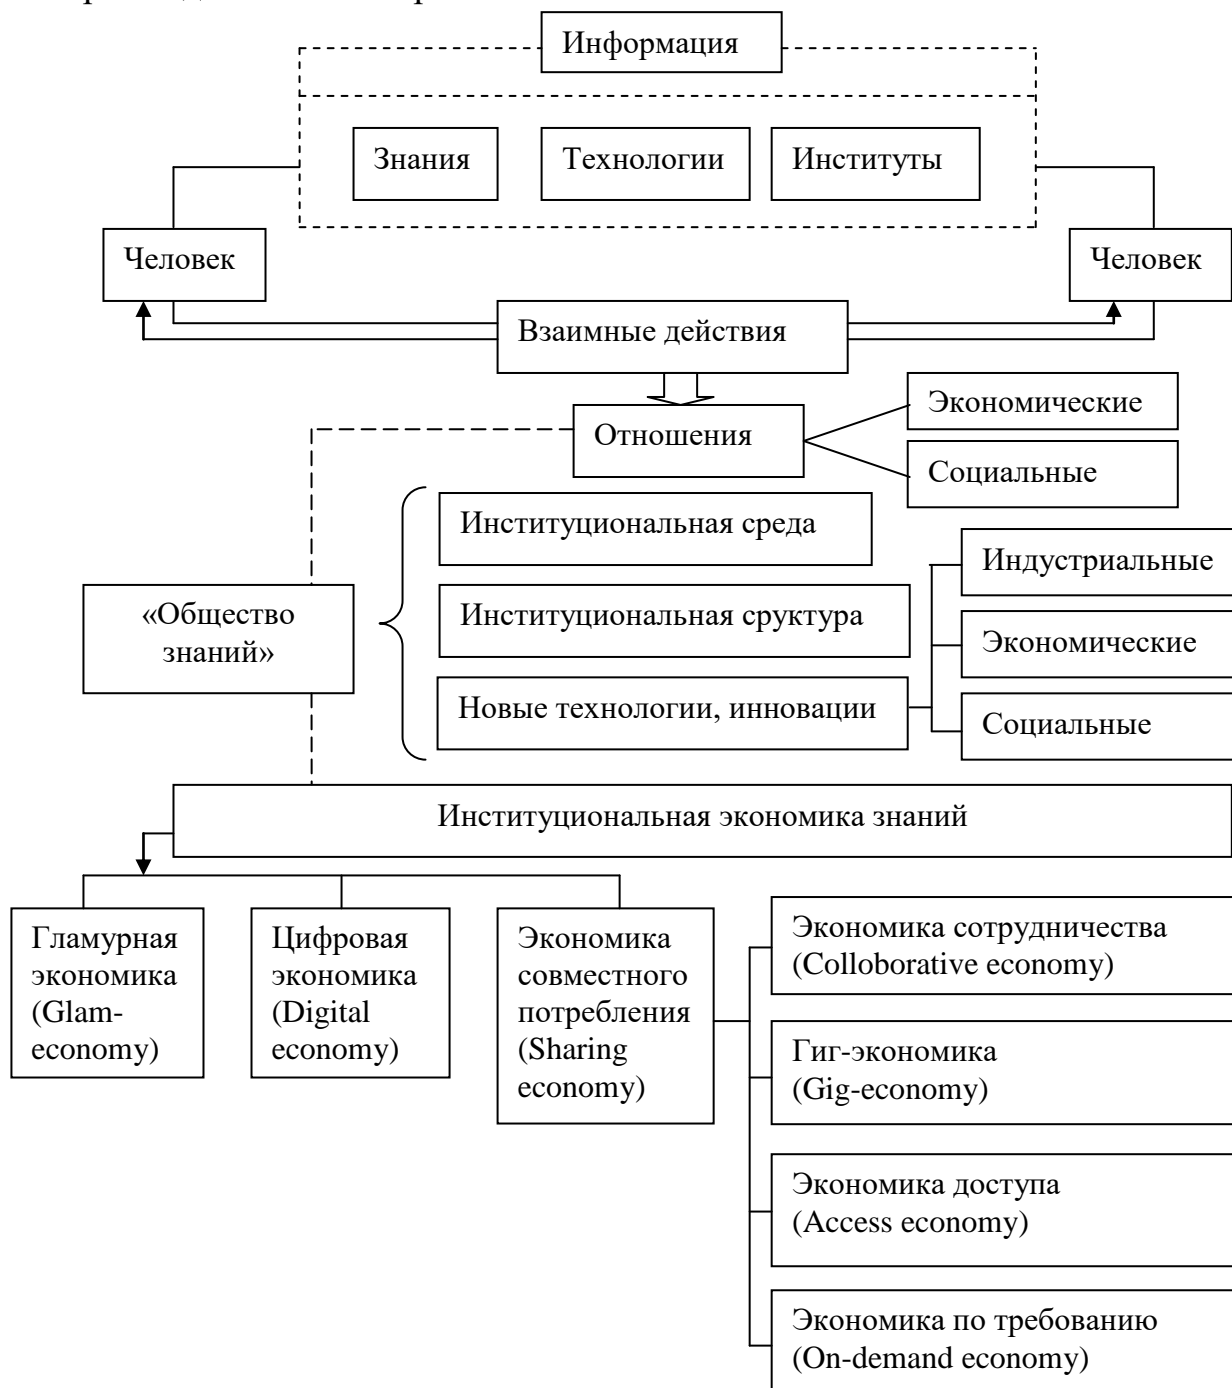 Информация
Знания
Технологии
Институты
Человек
Человек
Взаимные действия
Отношения
Экономические
Социальные
Институциональная среда
Институциональная сруктура
Новые технологии, инновации
Индустриальные
Экономические
Социальные
«Общество
знаний»
Институциональная экономика знаний
Гламурная
экономика
(Glam-
economy)
Цифровая
экономика
(Digital
economy)
Экономика
совместного
потребления
(Sharing
economy)
Экономика сотрудничества
(Colloborative economy)
Гиг-экономика
(Gig-economy)
Экономика доступа
(Access economy)
Экономика по требованию
(On-demand economy)